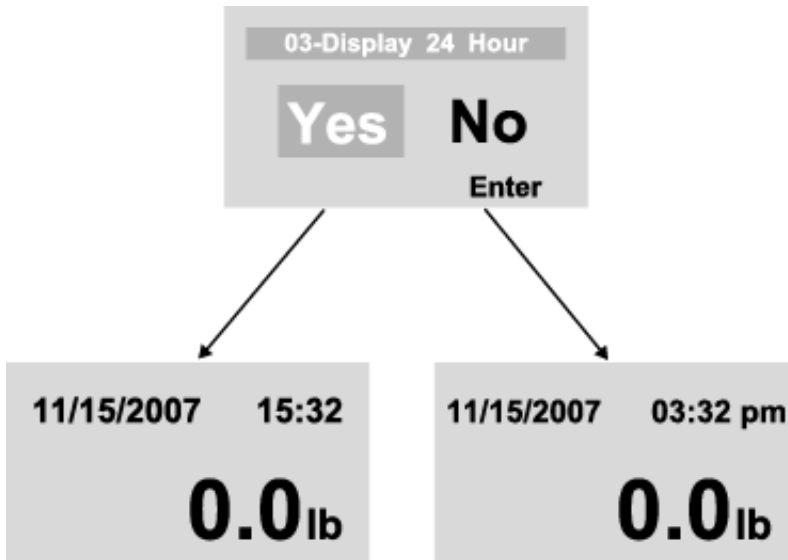 03-Display 24 Hour
Yes No
Enter
11/15/2007 15:32
0.0lb
11/15/2007 03:32 pm
0.0lb